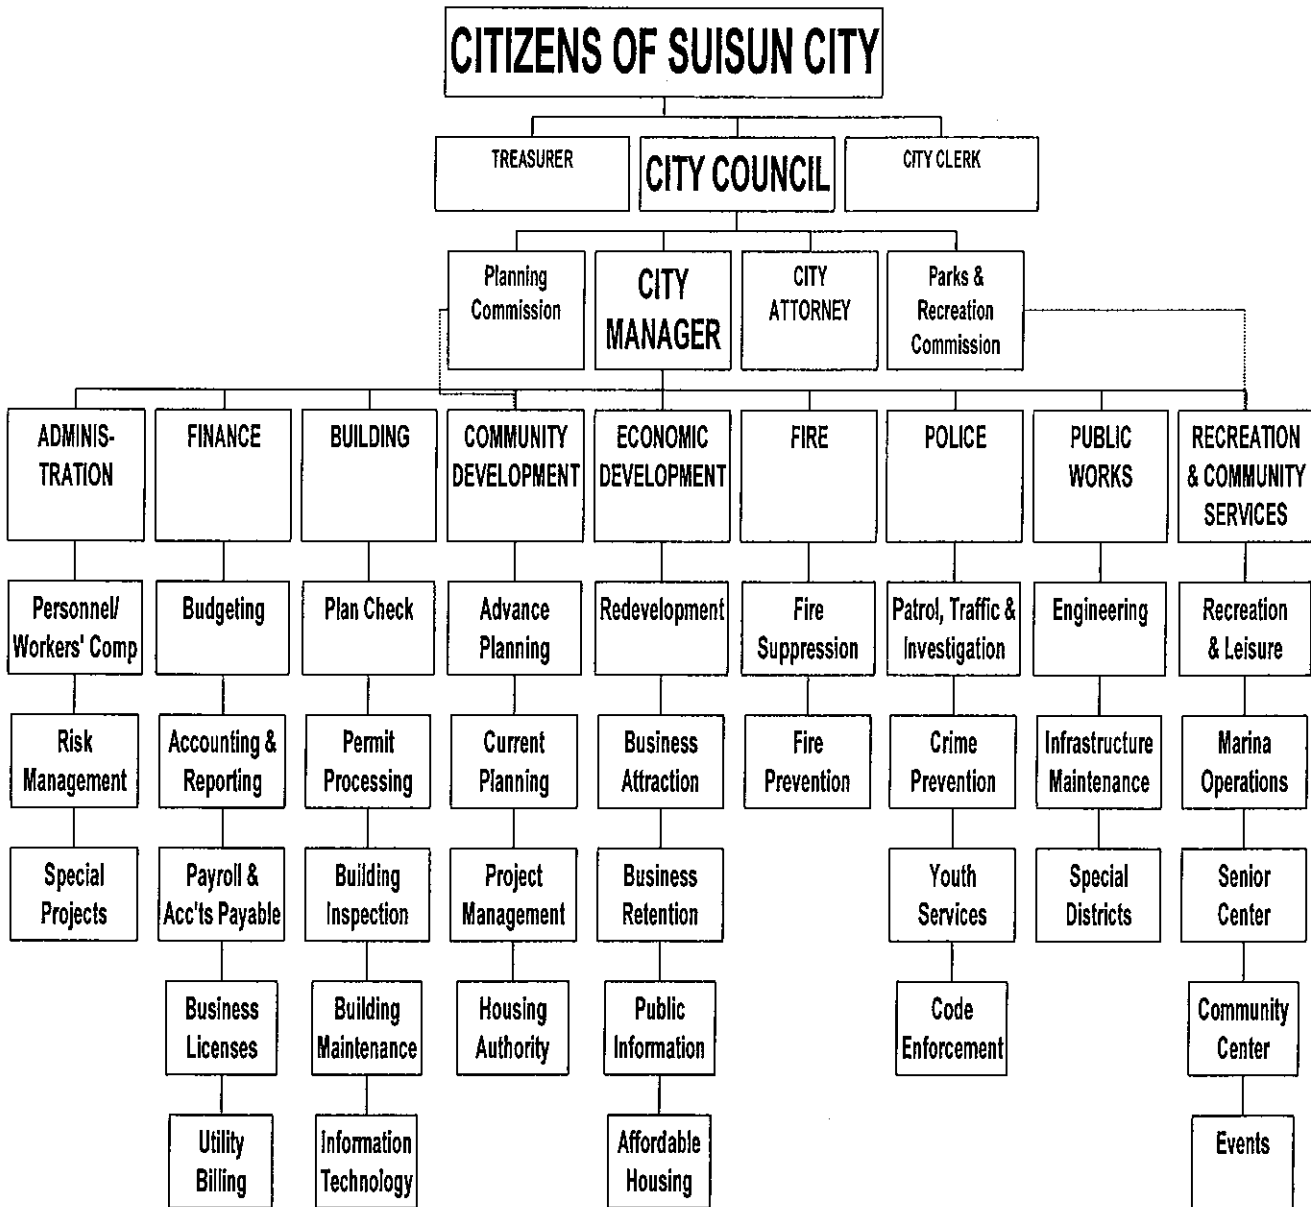 CITIZENS OF SUISUN CITY
TREASURER
CITY COUNCIL
CITY CLERK
Planning
Commission
CITY
MANAGER
CITY
ATTORNEY
Parks &
Recreation
Commission
ADMINIS-
TRATION
FINANCE
BUILDING
COMMUNITY
DEVELOPMENT
ECONOMIC
DEVELOPMENT
FIRE
POLICE
PUBLIC
WORKS
RECREATION
& COMMUNITY
SERVICES
Personnel/
Workers' Comp
Budgeting
Plan Check
Advance
Planning
Redevelopment
Fire
Suppression
Patrol, Traffic &
Investigation
Engineering
Recreation
& Leisure
Risk
Management
Accounting &
Reporting
Permit
Processing
Current
Planning
Business
Attraction
Fire
Prevention
Crime
Prevention
Infrastructure
Maintenance
Marina
Operations
Special
Projects
Payroll &
Acc'ts Payable
Building
Inspection
Project
Management
Business
Retention
Youth
Services
Special
Districts
Senior
Center
Business
Licenses
Building
Maintenance
Housing
Authority
Public
Information
Code
Enforcement
Community
Center
Utility
Billing
Information
Technology
Affordable
Housing
Events